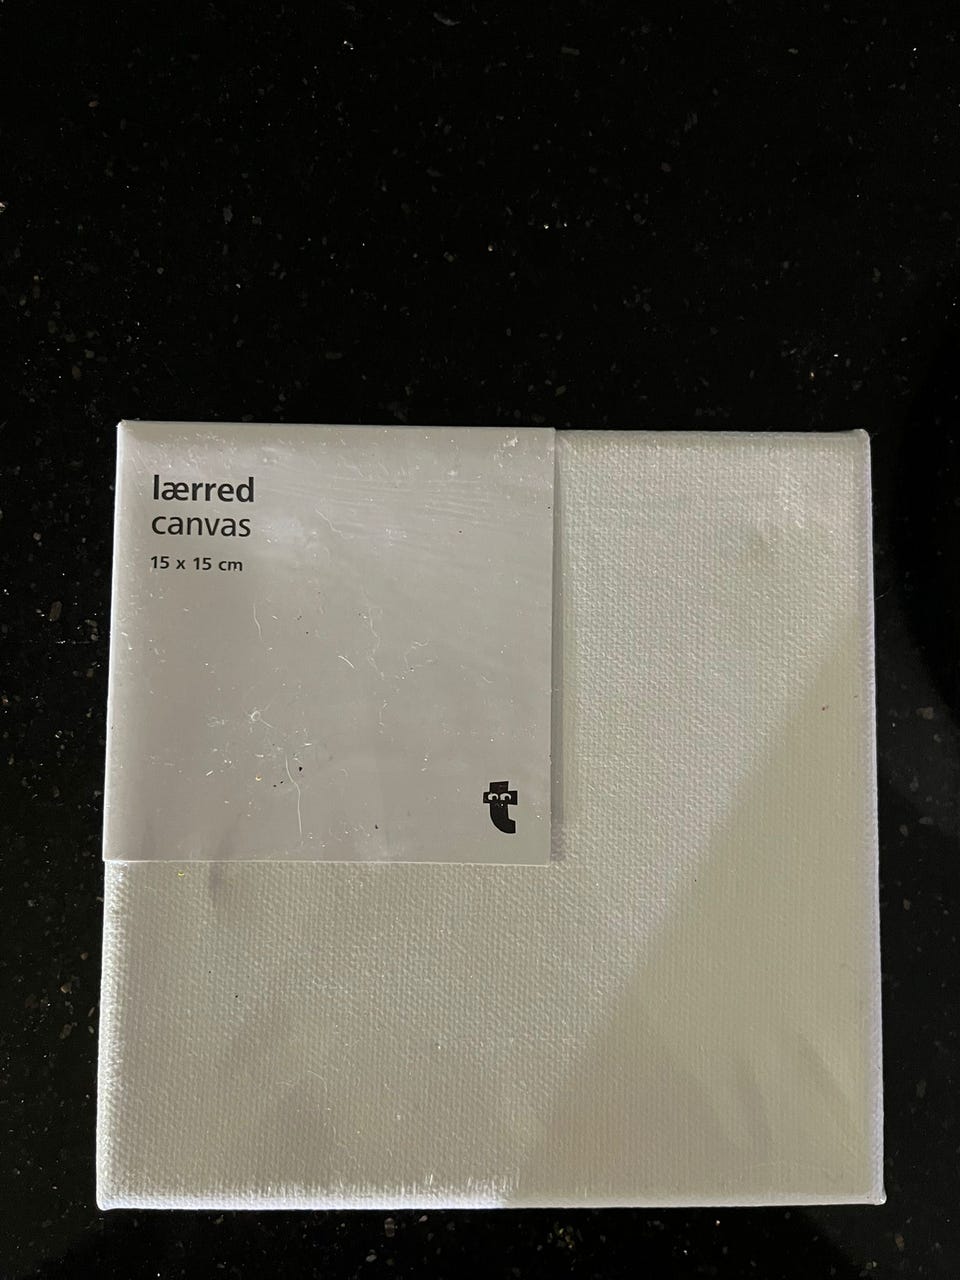 lærred
canvas
15 x 15 cm
t